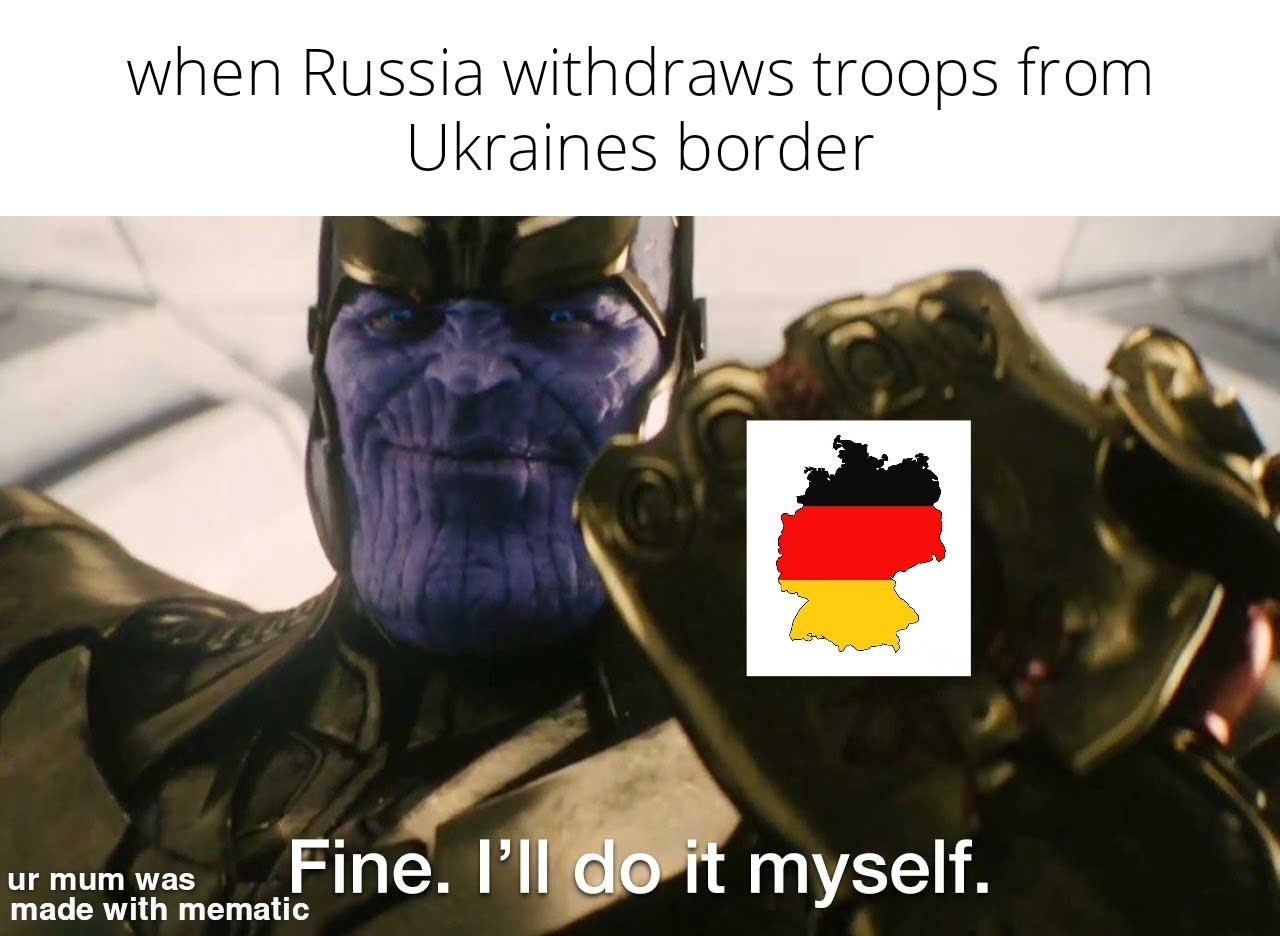 when Russia withdraws troops from
Ukraines border
Fine. I’ll do it myself.
ur mum was
made with mematic